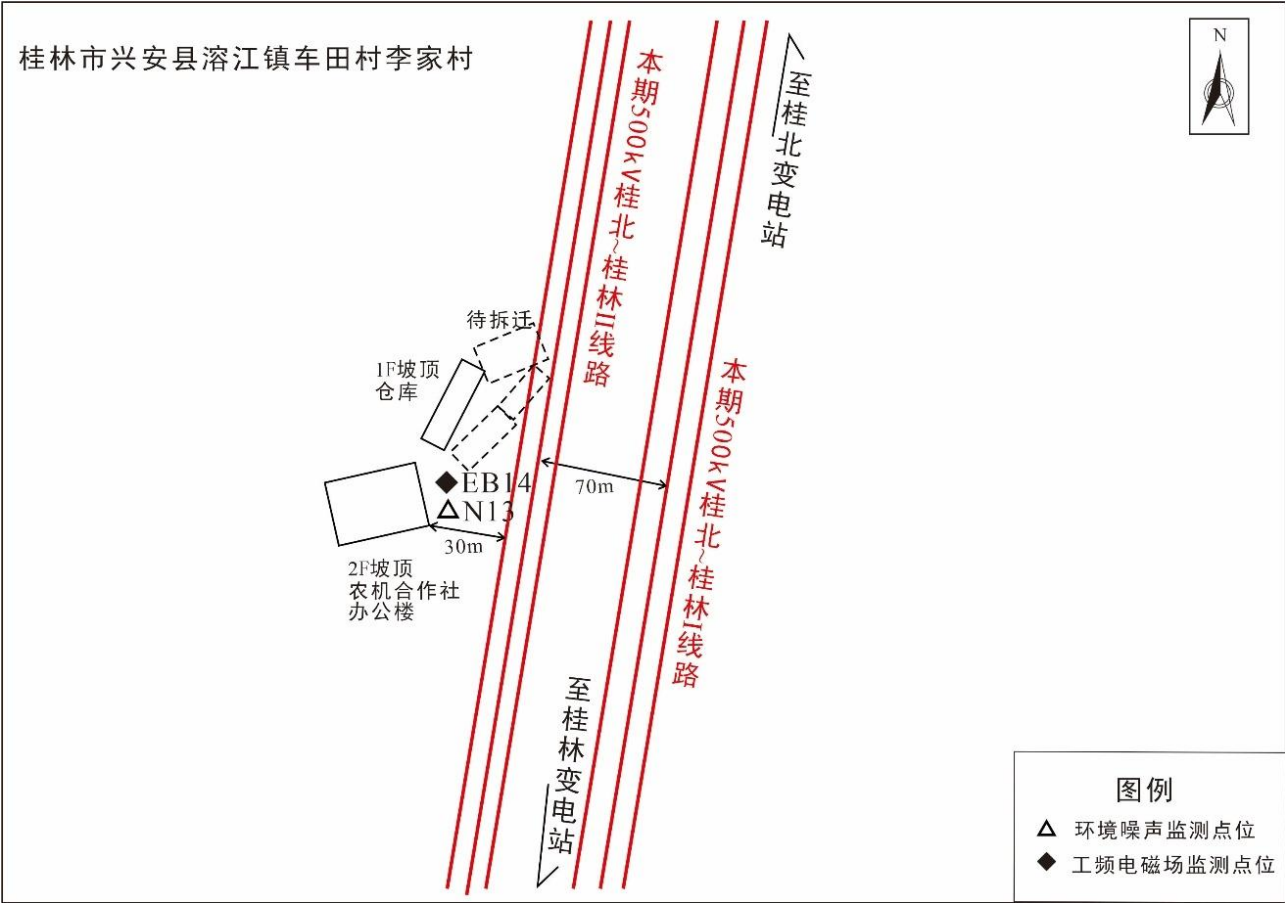 桂林市兴安县溶江镇车田村李家村
N
本期500kV桂北~桂林II线路
至桂北变电站
待拆迁
1F坡顶
仓库
本期500kV桂北~桂林I线路
EB14
70m
N13
30m
2F坡顶
农机合作社
办公楼
至桂林变电站
图例
环境噪声监测点位
工频电磁场监测点位